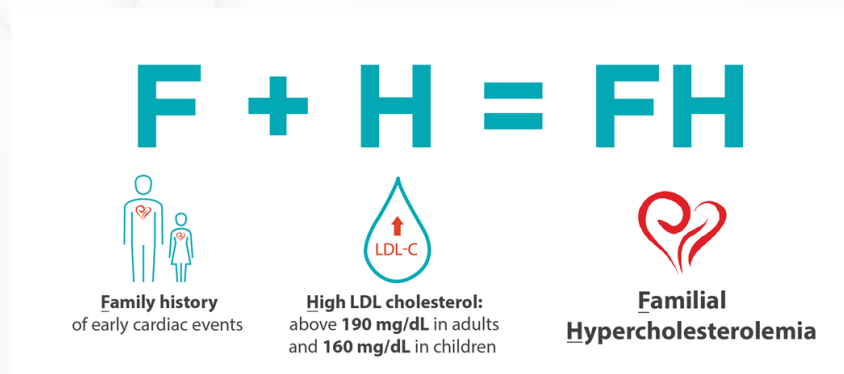 F + H = FH
LDL-C
Family history
of early cardiac events
High LDL cholesterol:
above 190 mg/dL in adults
and 160 mg/dL in children
Familial
Hypercholesterolemia